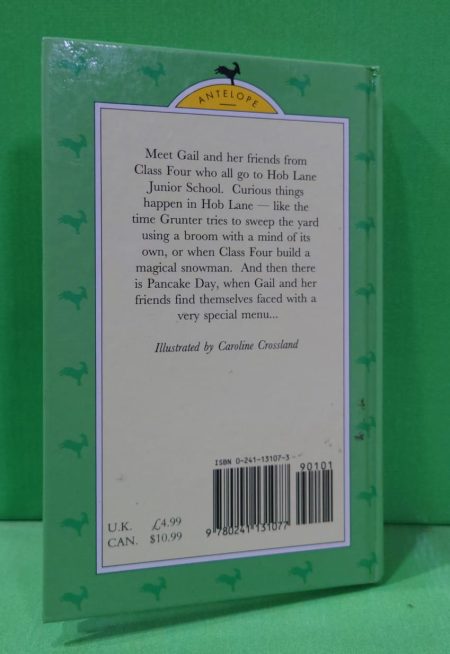 ANTELOPE
Meet Gail and her friends from
Class Four who all go to Hob Lane
Junior School. Curious things
happen in Hob Lane — like the
time Grunter tries to sweep the yard
using a broom with a mind of its
own, or when Class Four build a
magical snowman. And then there
is Pancake Day, when Gail and her
friends find themselves faced with a
very special menu...
Illustrated by Caroline Crossland
ISBN 0-241-13107-3
90101
9 780241 131077
U.K. £4.99
CAN. $10.99